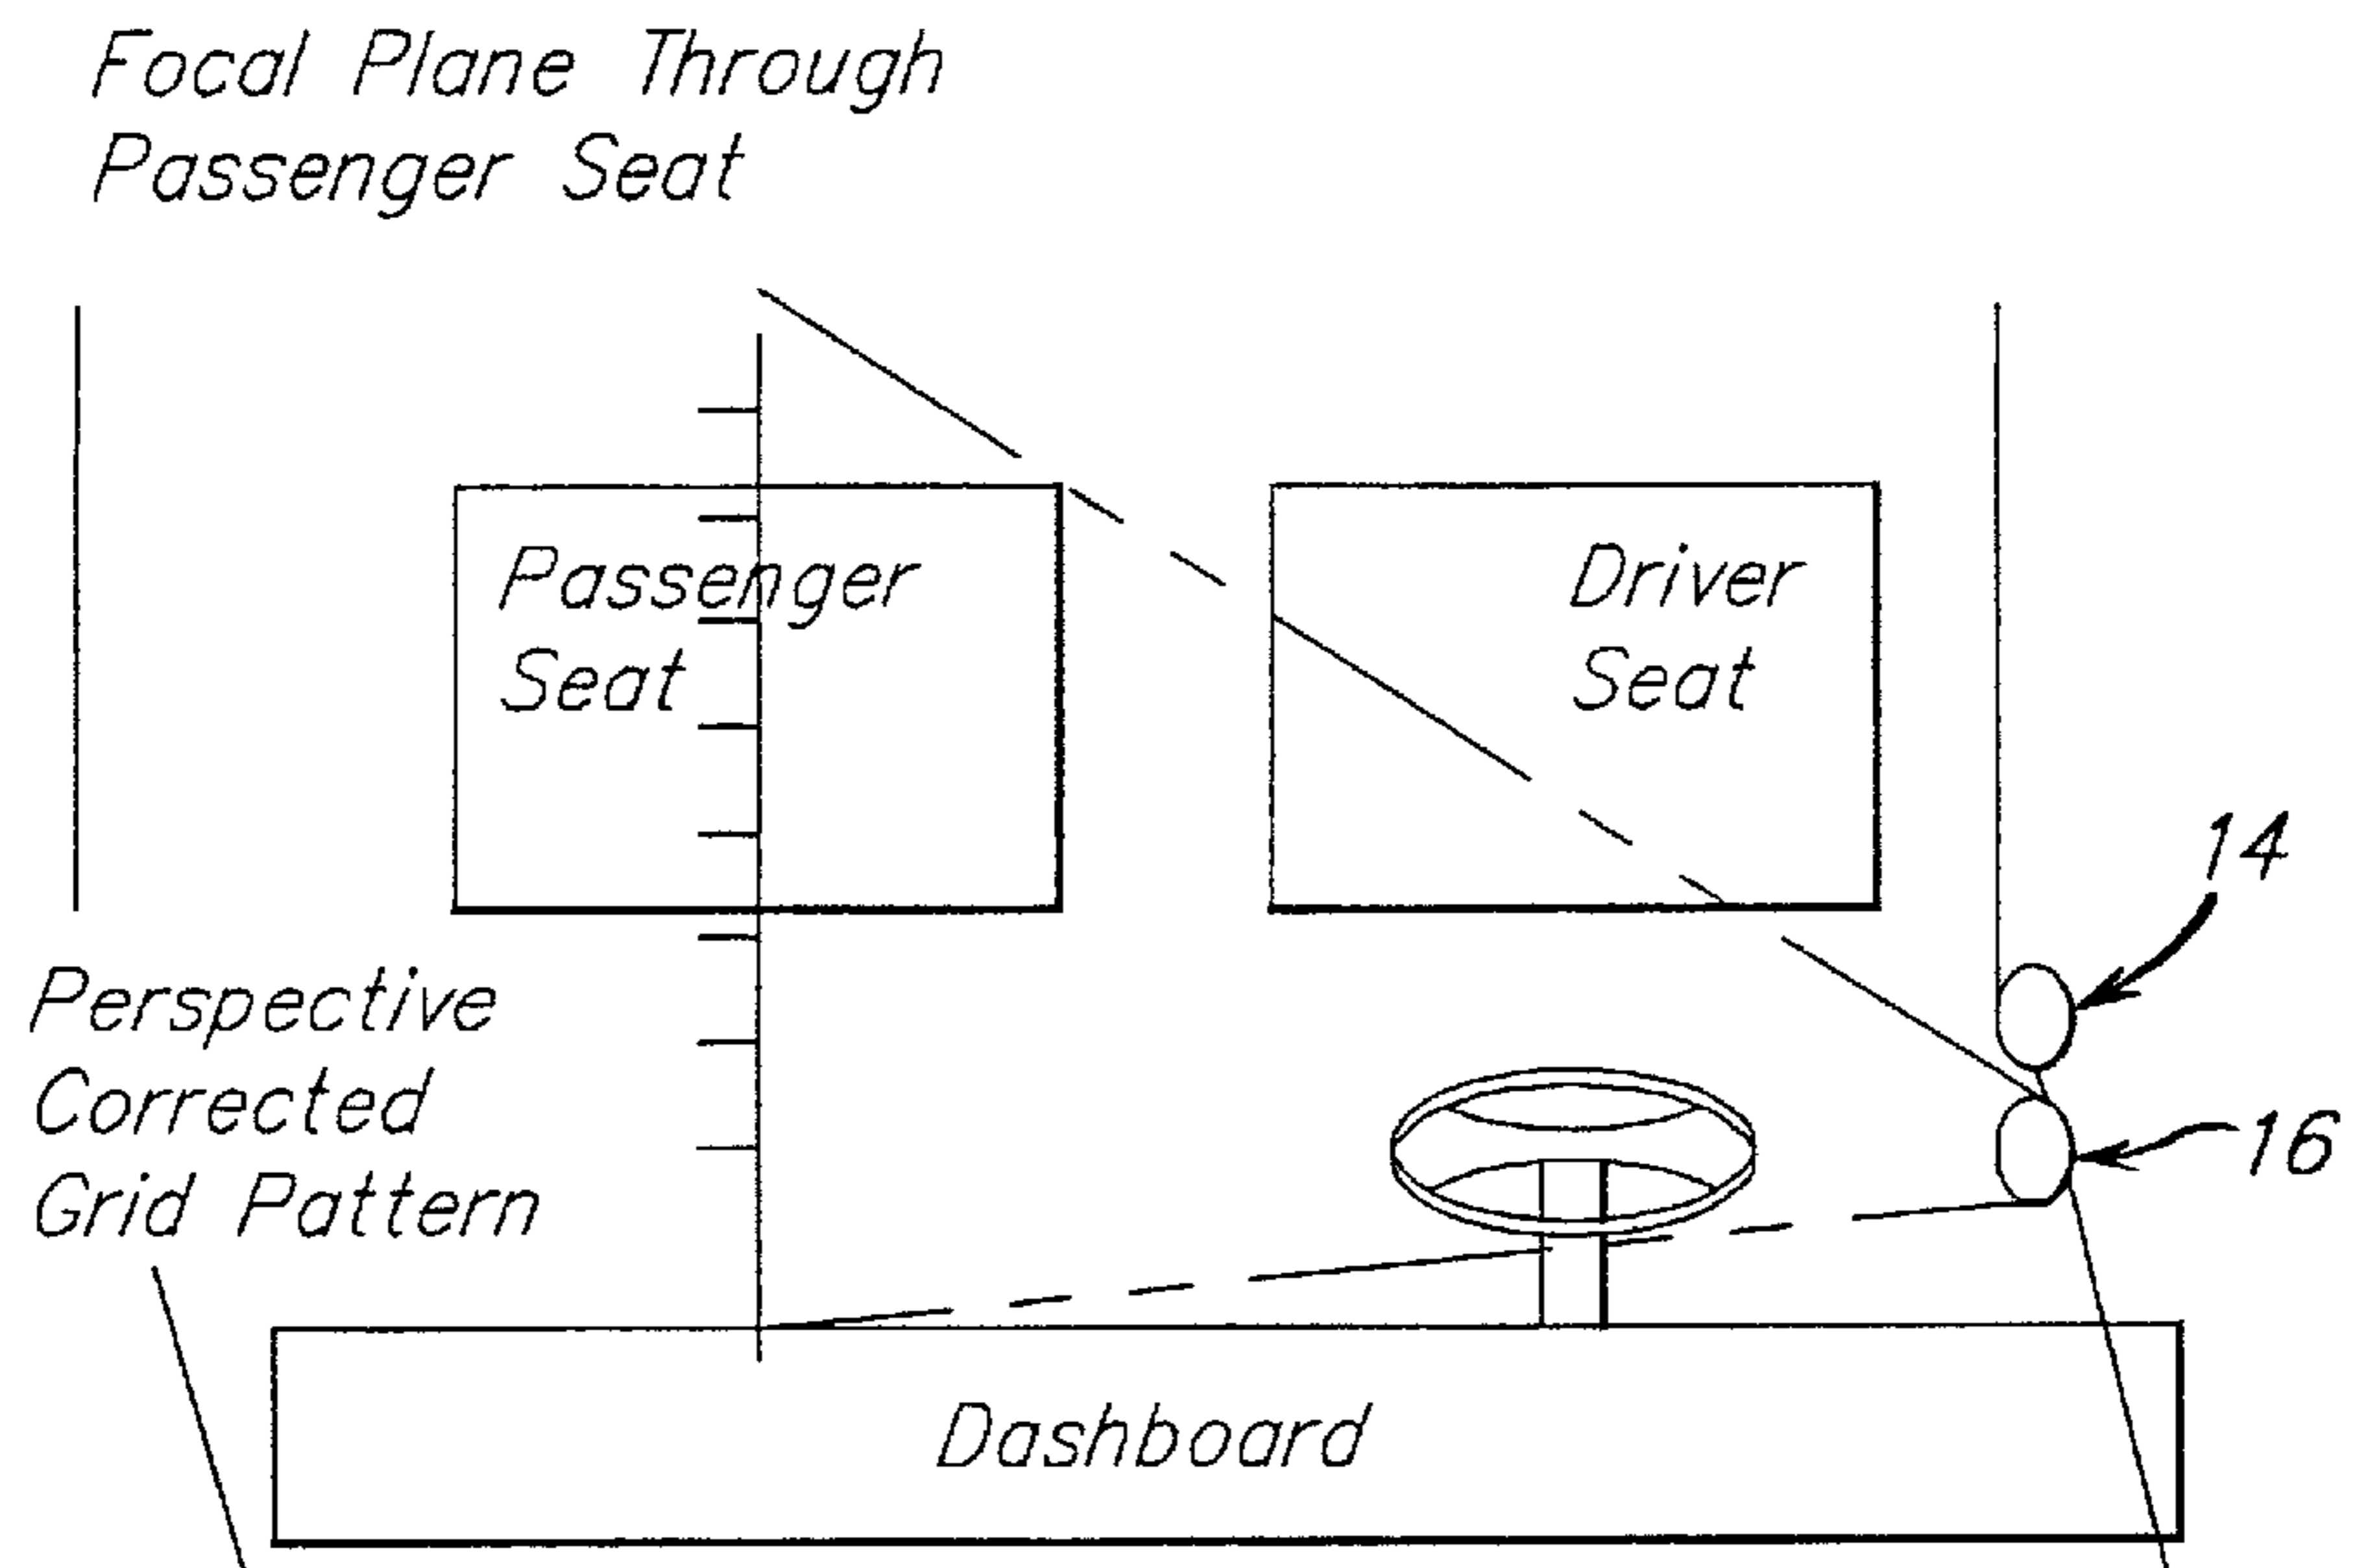 Focal Plane Through
Passenger Seat
Passenger
Seat
Driver
Seat
14
Perspective
Corrected
Grid Pattern
16
Dashboard